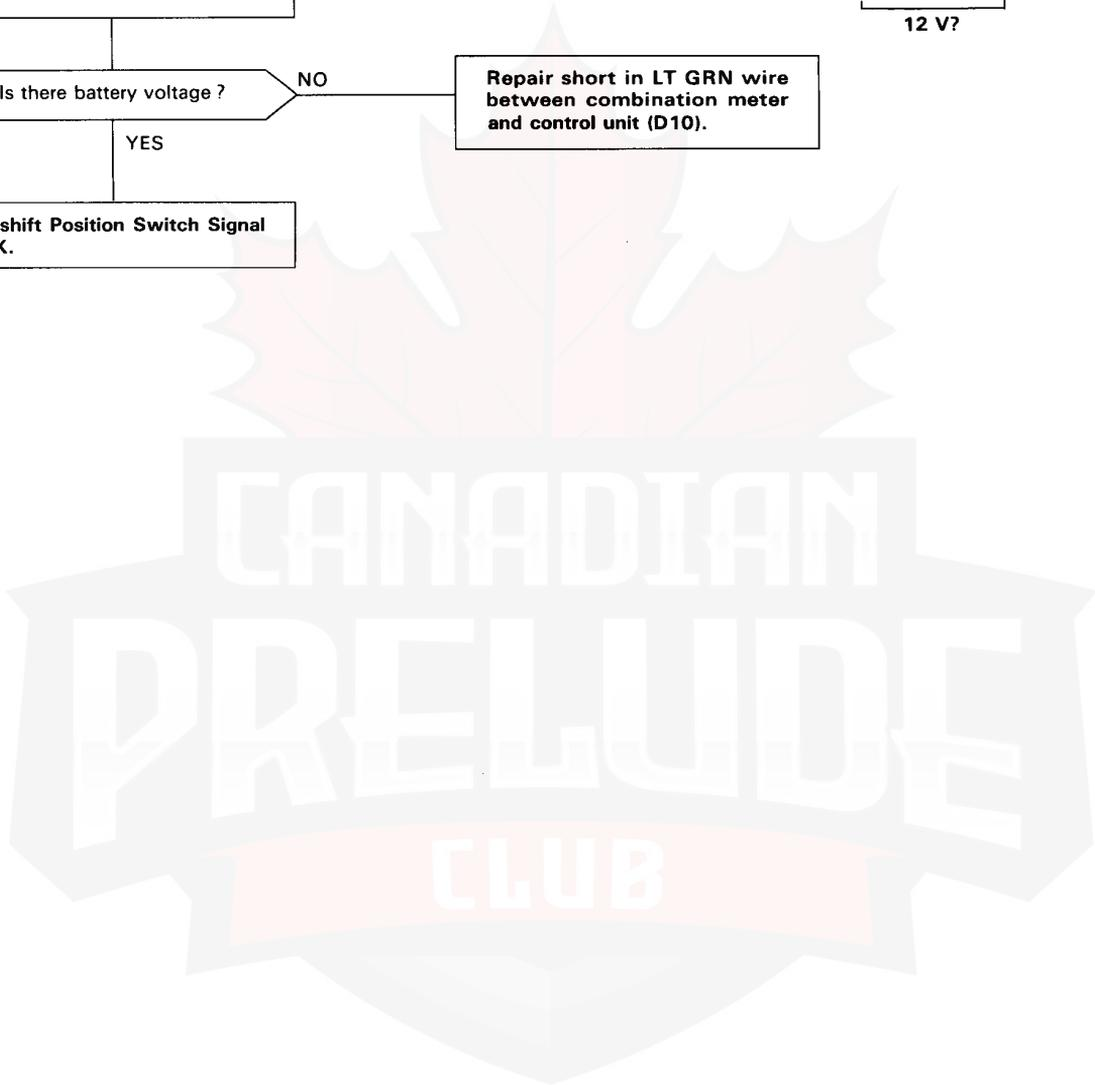 12 V?
Is there battery voltage ?
NO
Repair short in LT GRN wire
between combination meter
and control unit (D10).
YES
shift Position Switch Signal
K.
CANADIAN
PRELUDE
CLUB